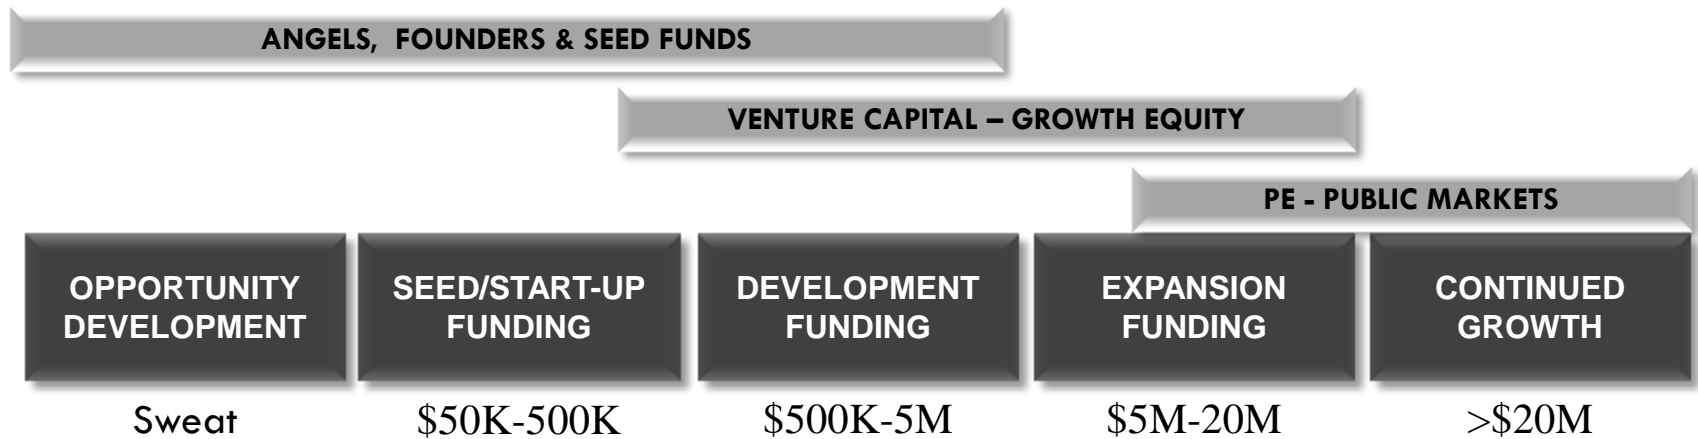 ANGELS, FOUNDERS & SEED FUNDS
VENTURE CAPITAL – GROWTH EQUITY
PE - PUBLIC MARKETS
OPPORTUNITY
DEVELOPMENT
SEED/START-UP
FUNDING
DEVELOPMENT
FUNDING
EXPANSION
FUNDING
CONTINUED
GROWTH
Sweat
$50K-500K
$500K-5M
$5M-20M
>$20M